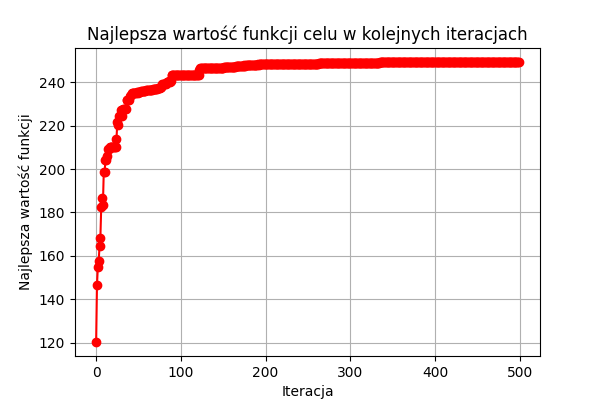 Najlepsza wartość funkcji celu w kolejnych iteracjach
Najlepsza wartość funkcji
240
220
200
180
160
140
120
0 100 200 300 400 500
Iteracja